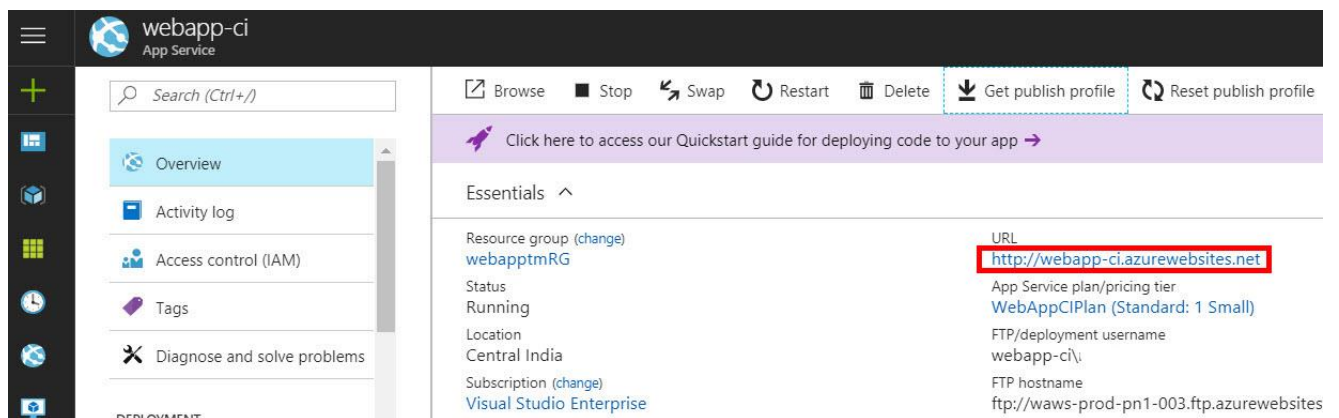 webapp-ci
App Service
Search (Ctrl+/)
Browse Stop Swap Restart Delete Get publish profile Reset publish profile
Click here to access our Quickstart guide for deploying code to your app →
Overview
Activity log
Access control (IAM)
Tags
Diagnose and solve problems
DEPLOYMENT
Essentials
Resource group (change)
webapptmRG
Status
Running
Location
Central India
Subscription (change)
Visual Studio Enterprise
URL
http://webapp-ci.azurewebsites.net
App Service plan/pricing tier
WebAppCIPlan (Standard: 1 Small)
FTP/deployment username
webapp-ci\
FTP hostname
ftp://waws-prod-pn1-003.ftp.azurewebsites